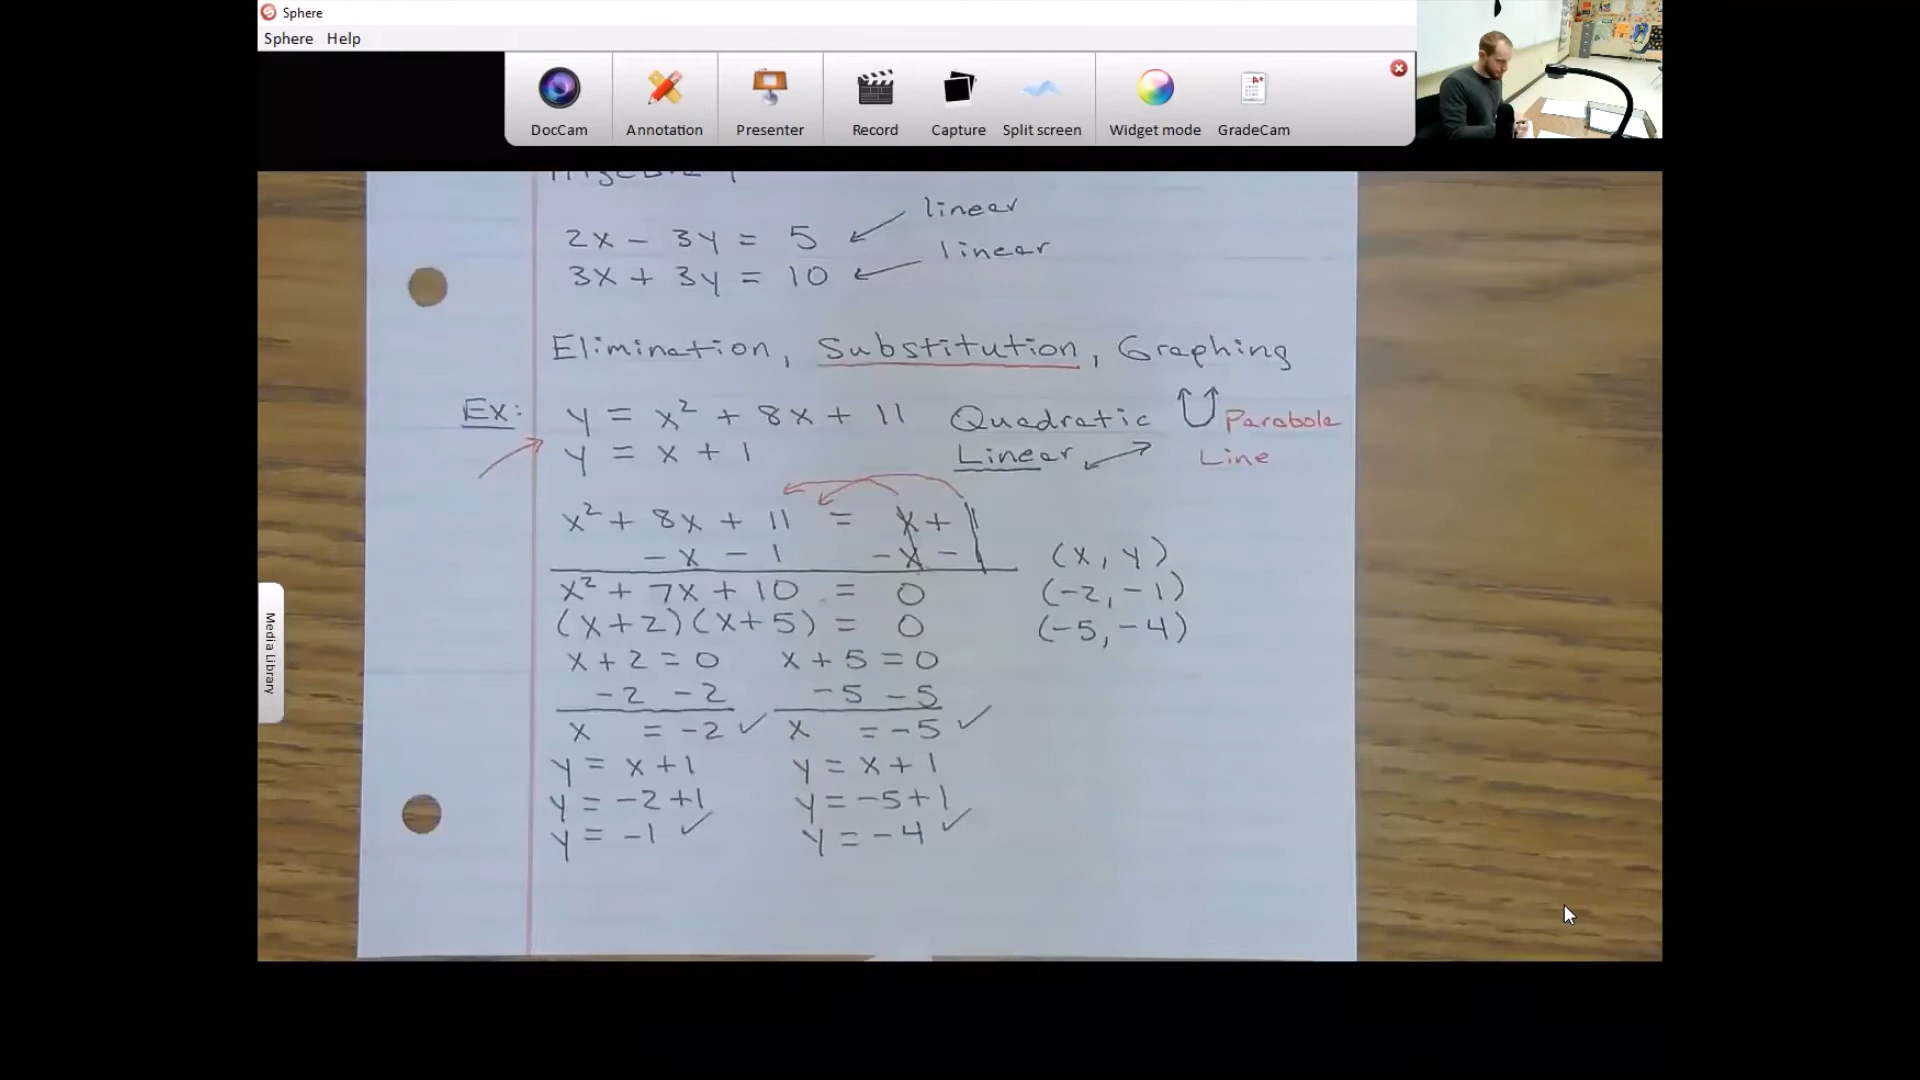 Sphere
Sphere Help
DocCam Annotation Presenter Record Capture Split screen Widget mode GradeCam
Media Library
linear
2x - 3y = 5
linear
3x + 3y = 10
Elimination, Substitution, Graphing
Ex: y = x² + 8x + 11 Quadratic Parabola
y = x + 1 Linear Line
x² + 8x + 11 = x + 1
- x - 1 - x - 1 (x, y)
x² + 7x + 10 = 0 (-2, -1)
(x+2)(x+5) = 0 (-5, -4)
x + 2 = 0 x + 5 = 0
-2 -2 -5 -5
x = -2 ✓ x = -5 ✓
y = x + 1 y = x + 1
y = -2 + 1 y = -5 + 1
y = -1 ✓ y = -4 ✓